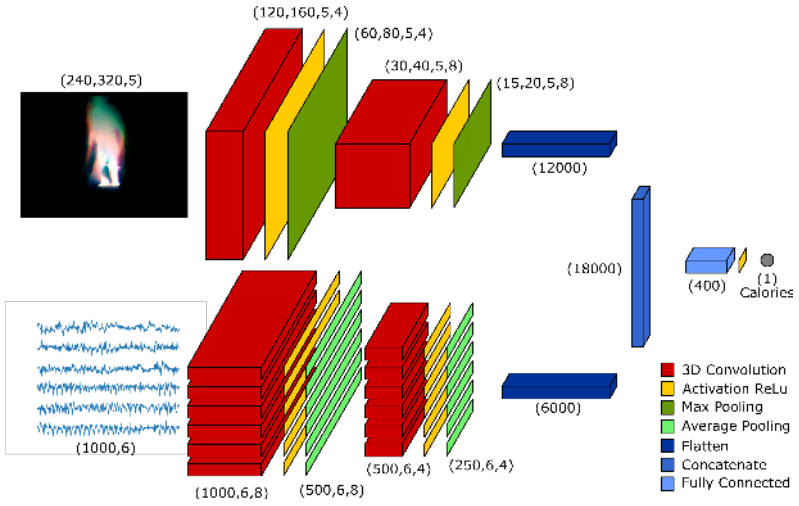 (120,160,5,4)
(60,80,5,4)
(30,40,5,8)
(240,320,5)
(15,20,5,8)
(12000)
(18000)
(400)
(1)
Calories
(1000,6)
(6000)
(1000,6,8)
(500,6,8)
(500,6,4)
(250,6,4)
3D Convolution
Activation ReLu
Max Pooling
Average Pooling
Flatten
Concatenate
Fully Connected